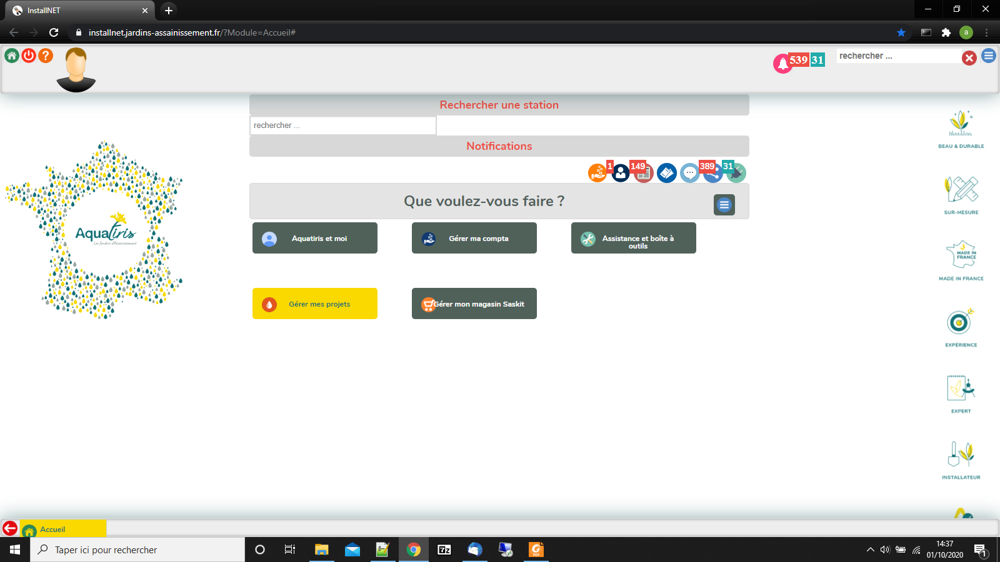 InstallNET
installnet.jardins-assainissement.fr/?Module=Accueil#
a
?
539 31
rechercher ...
Rechercher une station
rechercher ...
Notifications
1
149
389
31
Que voulez-vous faire ?
Aquatiris et moi
Gérer ma compta
Assistance et boîte à
outils
Gérer mes projets
Gérer mon magasin Saskit
Aquatiris
Les Jardins d'Assainissement
BEAU & DURABLE
SUR-MESURE
MADE IN
FRANCE
MADE IN FRANCE
EXPÉRIENCE
EXPERT
INSTALLATEUR
Accueil
Taper ici pour rechercher
7z
14:37
01/10/2020
1